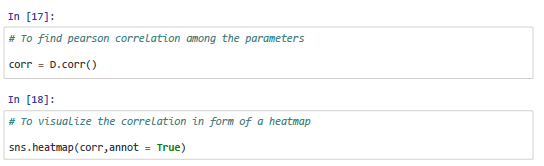 In [17]:
# To find pearson correlation among the parameters
corr = D.corr()
In [18]:
# To visualize the correlation in form of a heatmap
sns.heatmap(corr,annot = True)